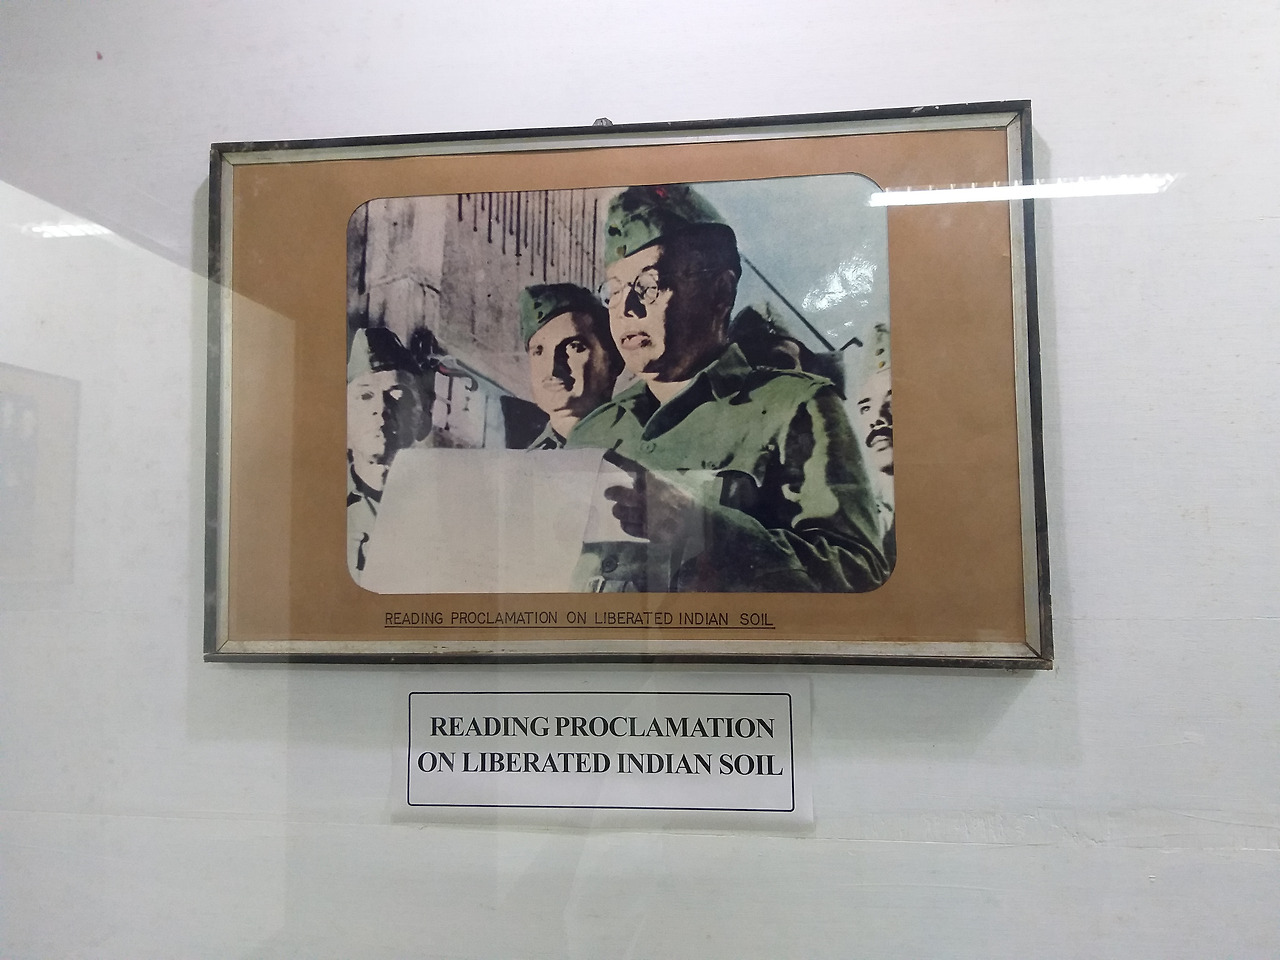 READING PROCLAMATION ON LIBERATED INDIAN SOIL
READING PROCLAMATION
ON LIBERATED INDIAN SOIL